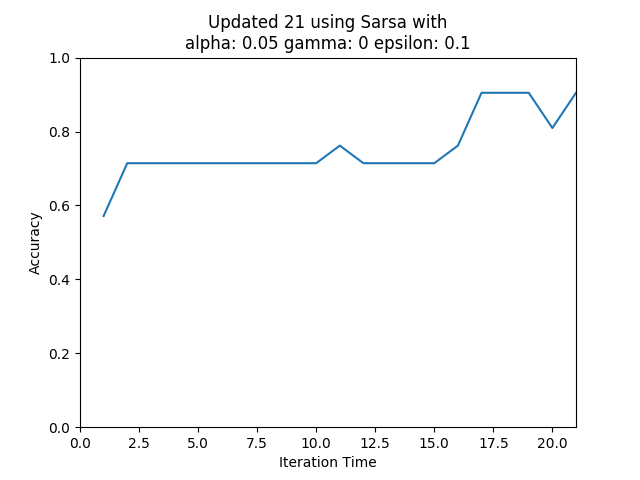 Updated 21 using Sarsa with
alpha: 0.05 gamma: 0 epsilon: 0.1
1.0
0.8
0.6
0.4
0.2
0.0
Accuracy
0.0 2.5 5.0 7.5 10.0 12.5 15.0 17.5 20.0
Iteration Time